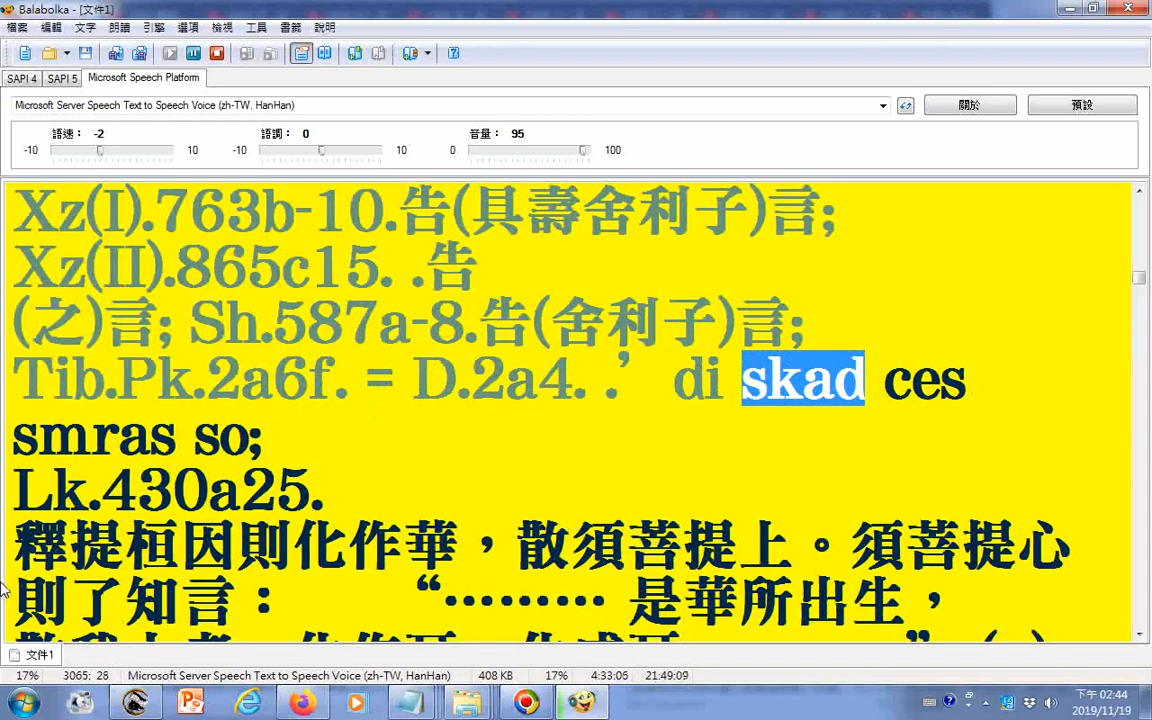 Balabolka - [文件1]
檔案 編輯 文字 朗讀 引擎 選項 檢視 工具 書籤 說明
SAPI 4 SAPI 5 Microsoft Speech Platform
Microsoft Server Speech Text to Speech Voice (zh-TW, HanHan) 關於 預設
語速： -2 語調： 0 音量： 95
-10 10 -10 10 0 100
Xz(I).763b-10.告(具壽舍利子)言;
Xz(II).865c15. .告
(之)言; Sh.587a-8.告(舍利子)言;
Tib.Pk.2a6f. = D.2a4. .’ di skad ces
smras so;
Lk.430a25.
釋提桓因則化作華，散須菩提上。須菩提心
則了知言： “……… 是華所出生，
文件1
17% 3065: 28 Microsoft Server Speech Text to Speech Voice (zh-TW, HanHan) 408 KB 17% 4:33:06 21:49:09
下午 02:44
2019/11/19